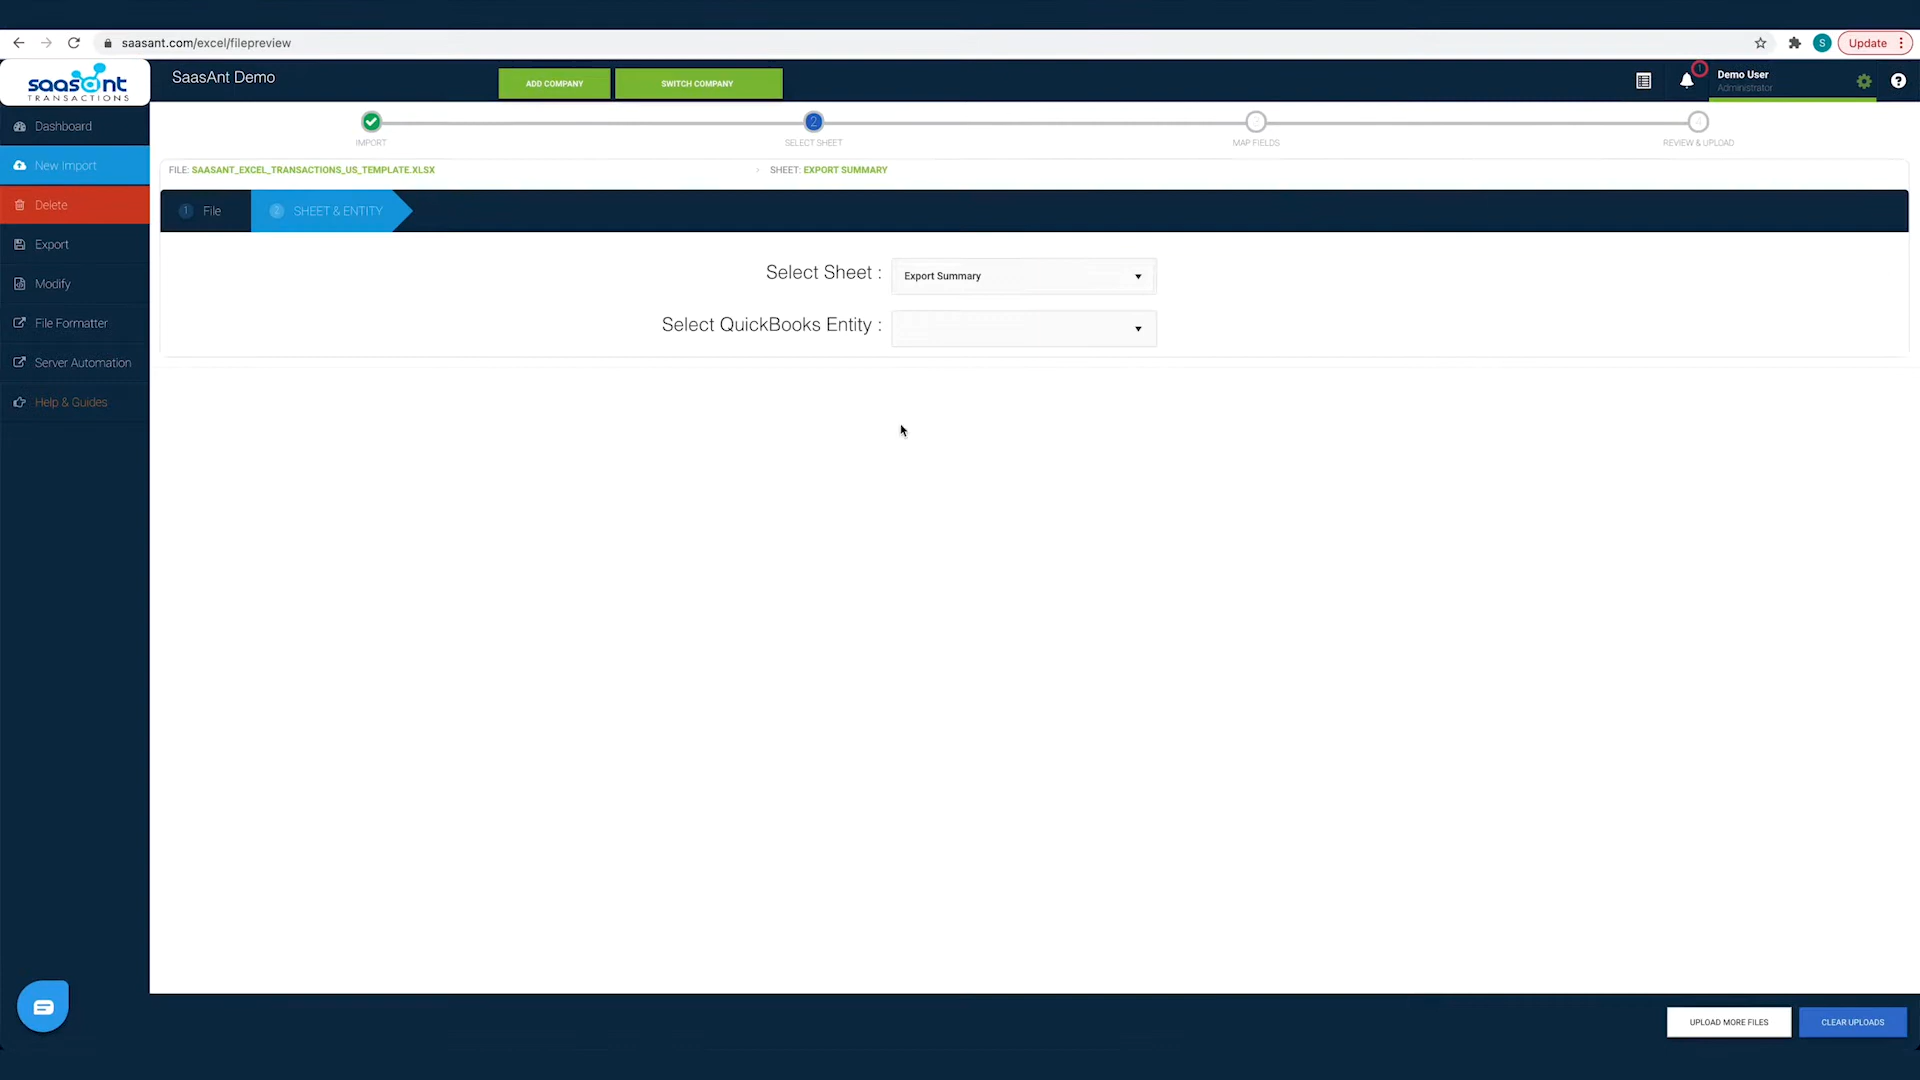 saasant.com/excel/filepreview
S
Update
saasant
TRANSACTIONS
SaasAnt Demo
ADD COMPANY
SWITCH COMPANY
1
Demo User
Administrator
?
Dashboard
New Import
Delete
Export
Modify
File Formatter
Server Automation
Help & Guides
2
IMPORT
SELECT SHEET
MAP FIELDS
REVIEW & UPLOAD
FILE: SAASANT_EXCEL_TRANSACTIONS_US_TEMPLATE.XLSX
> SHEET: EXPORT SUMMARY
1 File
2 SHEET & ENTITY
Select Sheet : Export Summary
Select QuickBooks Entity :
UPLOAD MORE FILES
CLEAR UPLOADS